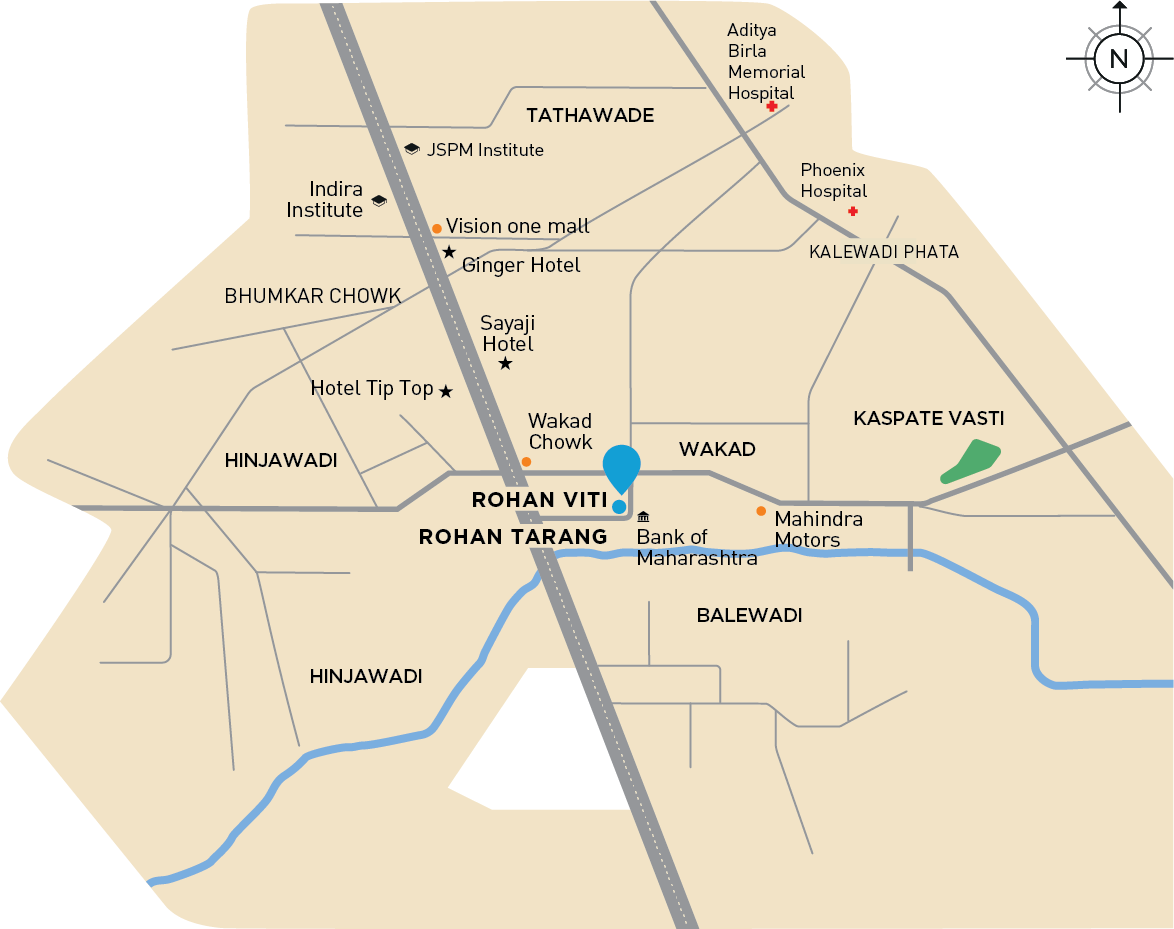 Aditya
Birla
Memorial
Hospital
N
TATHAWADE
JSPM Institute
Phoenix
Hospital
Indira
Institute
Vision one mall
KALEWADI PHATA
Ginger Hotel
BHUMKAR CHOWK
Sayaji
Hotel
Hotel Tip Top
Wakad
Chowk
KASPATE VASTI
WAKAD
HINJAWADI
ROHAN VITI
Mahindra
Motors
ROHAN TARANG
Bank of
Maharashtra
BALEWADI
HINJAWADI